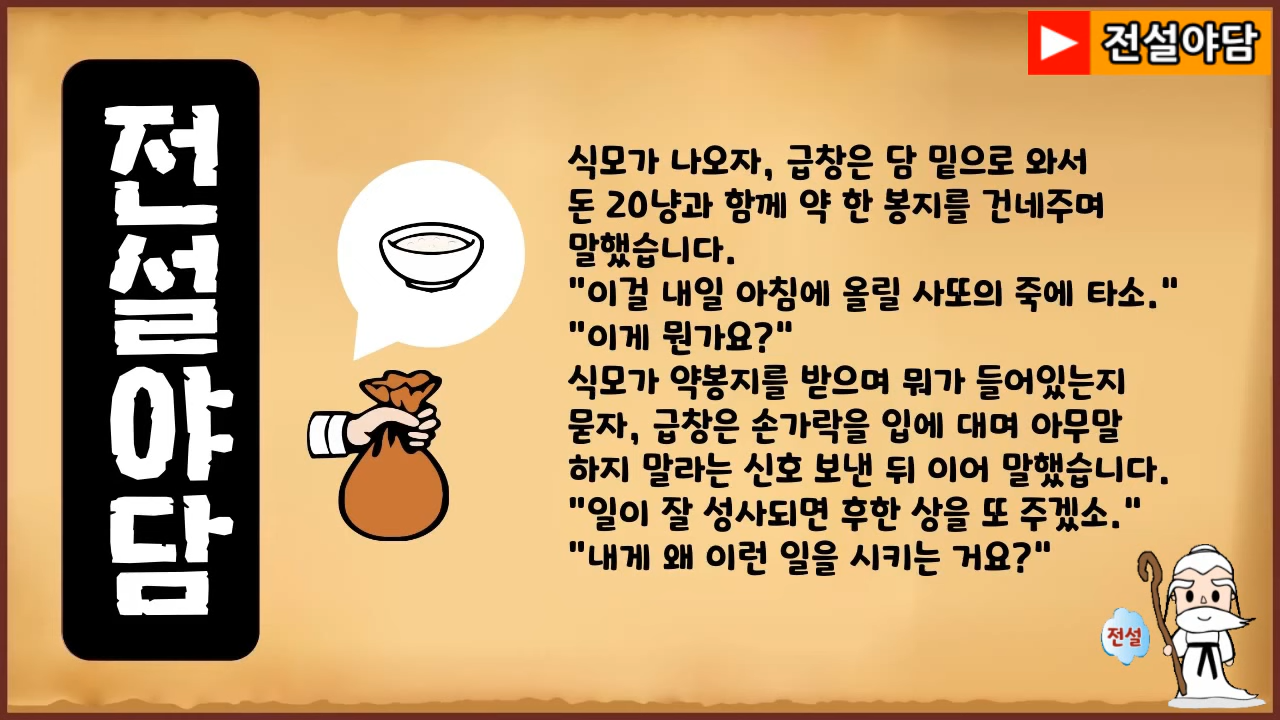 전설야담
전설야담
식모가 나오자, 급창은 담 밑으로 와서
돈 20냥과 함께 약 한 봉지를 건네주며
말했습니다.
"이걸 내일 아침에 올릴 사또의 죽에 타소."
"이게 뭔가요?"
식모가 약봉지를 받으며 뭐가 들어있는지
묻자, 급창은 손가락을 입에 대며 아무말
하지 말라는 신호 보낸 뒤 이어 말했습니다.
"일이 잘 성사되면 후한 상을 또 주겠소."
"내게 왜 이런 일을 시키는 거요?"
전설